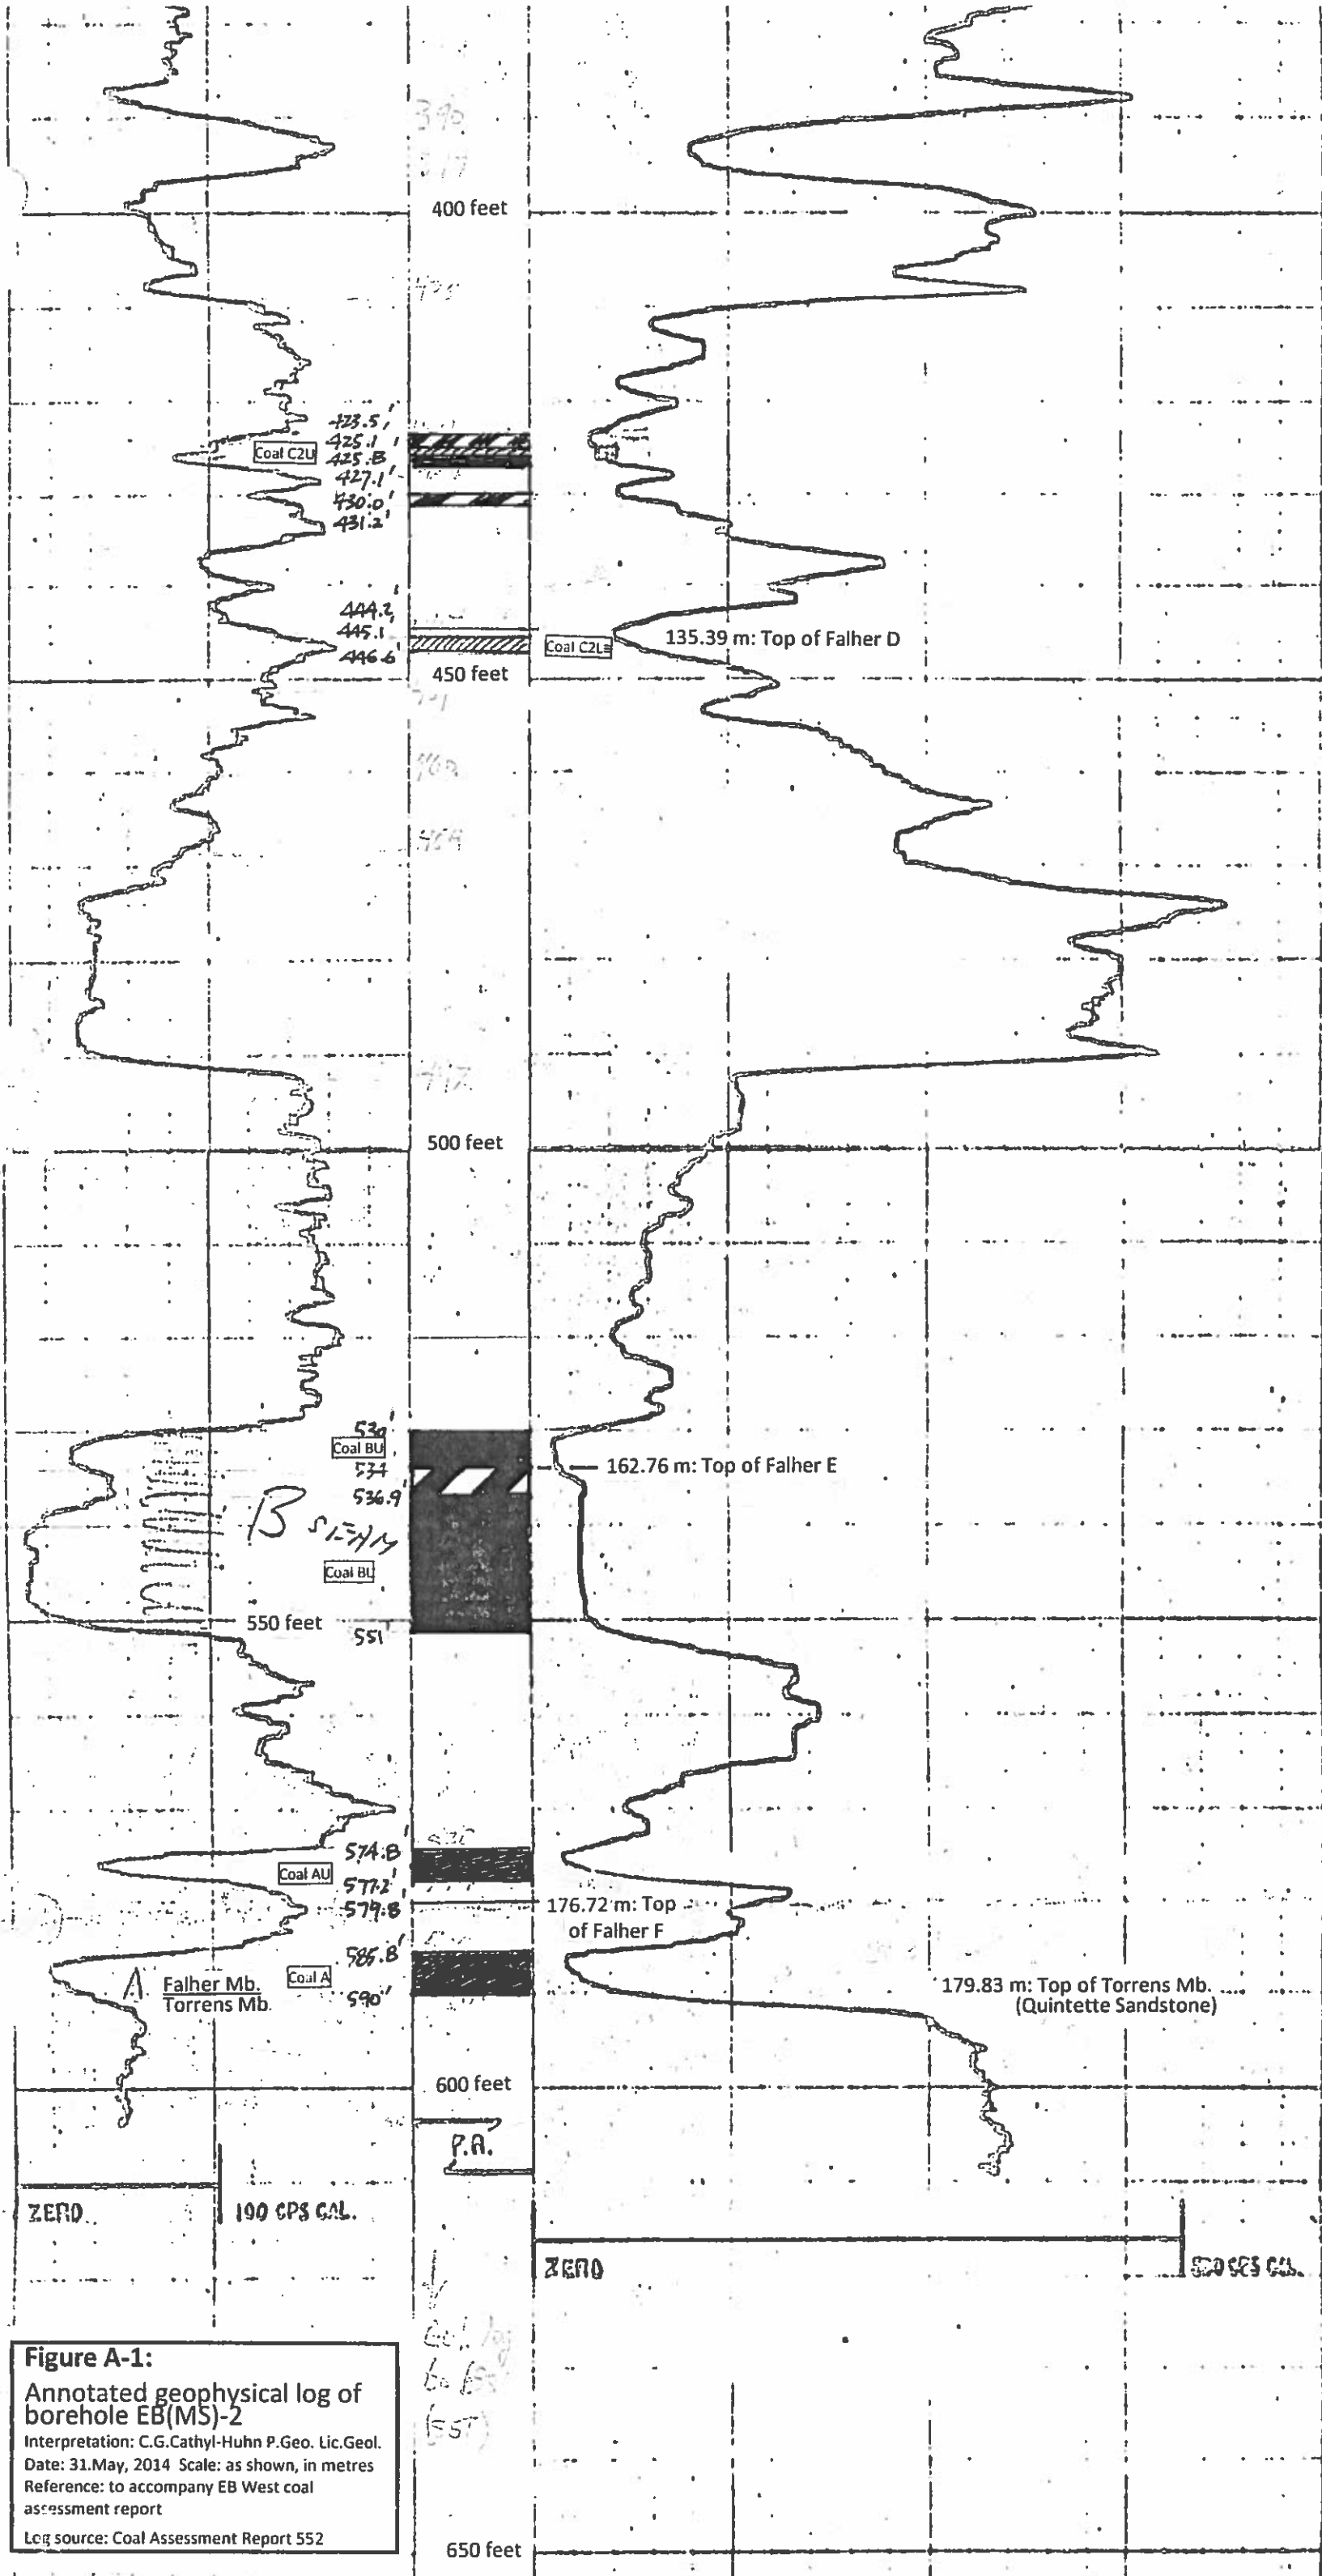 390
400 feet
423.5'
425.1'
Coal C2U
425.8
427.1'
430.0'
431.2'
444.2'
445.1'
446.6'
Coal C2L
135.39 m: Top of Falher D
450 feet
500 feet
530'
Coal BU
534
162.76 m: Top of Falher E
536.9'
B SEAM
Coal BL
550 feet
551'
574.8'
Coal AU
577.2'
579.8'
176.72 m: Top
of Falher F
585.8'
Coal A
590'
Falher Mb.
Torrens Mb.
179.83 m: Top of Torrens Mb.
(Quintette Sandstone)
600 feet
P.A.
ZERO
100 CPS CAL.
ZERO
Figure A-1:
Annotated geophysical log of
borehole EB(MS)-2
Interpretation: C.G.Cathyl-Huhn P.Geo. Lic.Geol.
Date: 31.May, 2014 Scale: as shown, in metres
Reference: to accompany EB West coal
assessment report
Log source: Coal Assessment Report 552
650 feet